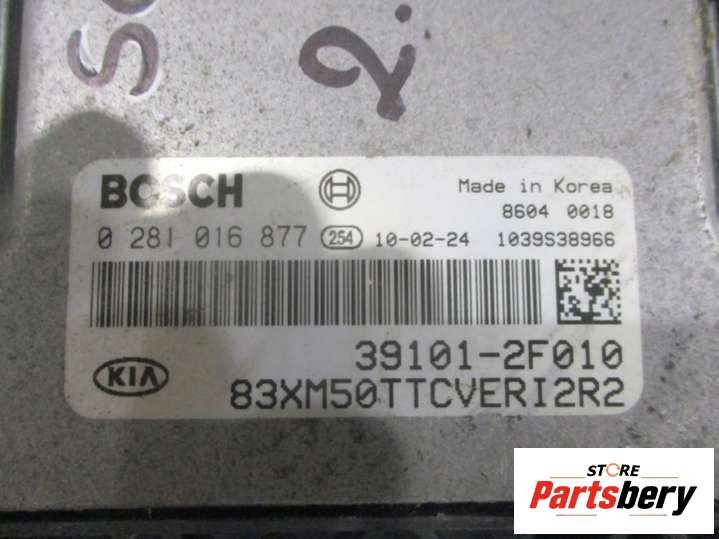 2.
BOSCH
Made in Korea
8604 0018
0 281 016 877 254 10-02-24 1039S38966
39101-2F010
KIA
83XM50TTCVERI2R2
STORE
Partsbery